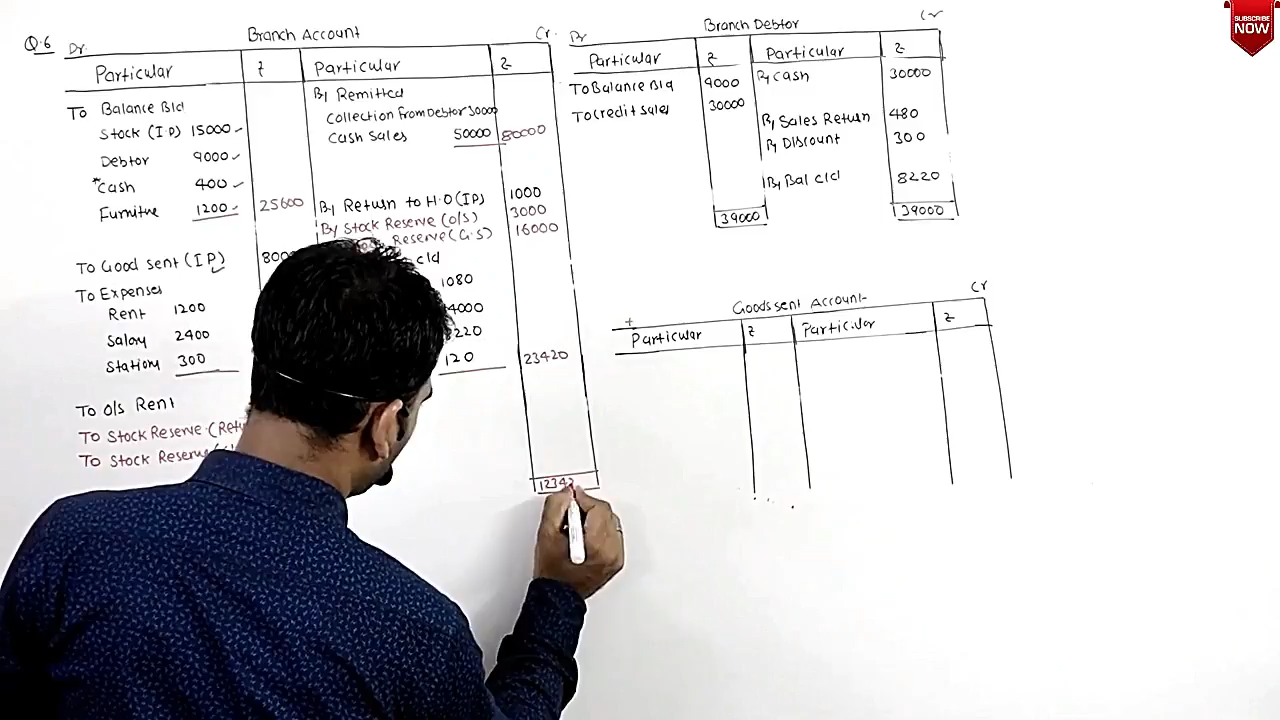 Q.6
Branch Account
Dr.
Cr.
Particular ₹ Particular ₹
To Balance B/d
Stock (I.P) 15000
Debtor 9000
*Cash 400
Furnitue 1200 25600
To Good sent (I P) 8000
To Expenses
Rent 1200
Salary 2400
Station 300
To O/s Rent
To Stock Reserve (Retu
To Stock Reserve
By Remitted
Collection From Debtor 30000
Cash Sales 50000 80000
By Return to H.O (IP) 1000
By Stock Reserve (O/S) 3000
Reserve (G.S) 16000
c/d
1080
4000
220
120 23420
1234
Branch Debtor
Dr
Cr
Particular ₹ Particular ₹
To Balance B/d 9000 By Cash 30000
To Credit Sales 30000
By Sales Return 480
By Discount 300
By Bal c/d 8220
39000 39000
Goods sent Account
Cr
Particular ₹ Particular ₹
SUBSCRIBE
NOW